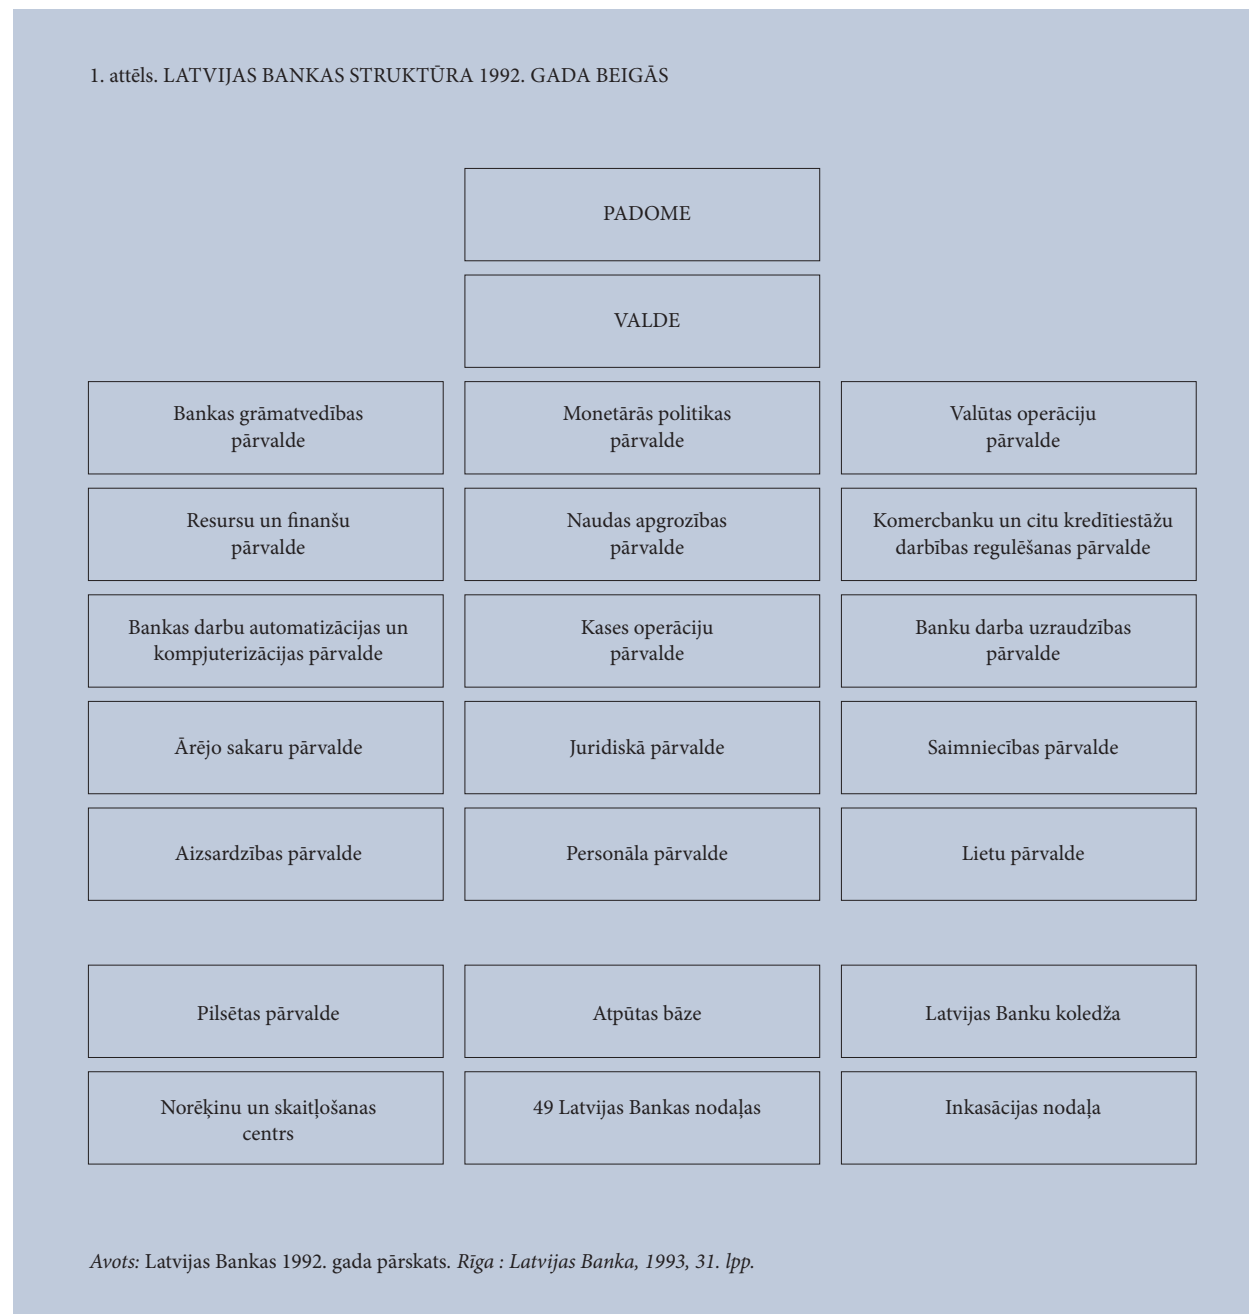 1. attēls. LATVIJAS BANKAS STRUKTŪRA 1992. GADA BEIGĀS
PADOME
VALDE
Bankas grāmatvedības
pārvalde
Monetārās politikas
pārvalde
Valūtas operāciju
pārvalde
Resursu un finanšu
pārvalde
Naudas apgrozības
pārvalde
Komercbanku un citu kredītiestāžu
darbības regulēšanas pārvalde
Bankas darbu automatizācijas un
kompjuterizācijas pārvalde
Kases operāciju
pārvalde
Banku darba uzraudzības
pārvalde
Ārējo sakaru pārvalde
Juridiskā pārvalde
Saimniecības pārvalde
Aizsardzības pārvalde
Personāla pārvalde
Lietu pārvalde
Pilsētas pārvalde
Atpūtas bāze
Latvijas Banku koledža
Norēķinu un skaitļošanas
centrs
49 Latvijas Bankas nodaļas
Inkasācijas nodaļa
Avots: Latvijas Bankas 1992. gada pārskats. Rīga : Latvijas Banka, 1993, 31. lpp.